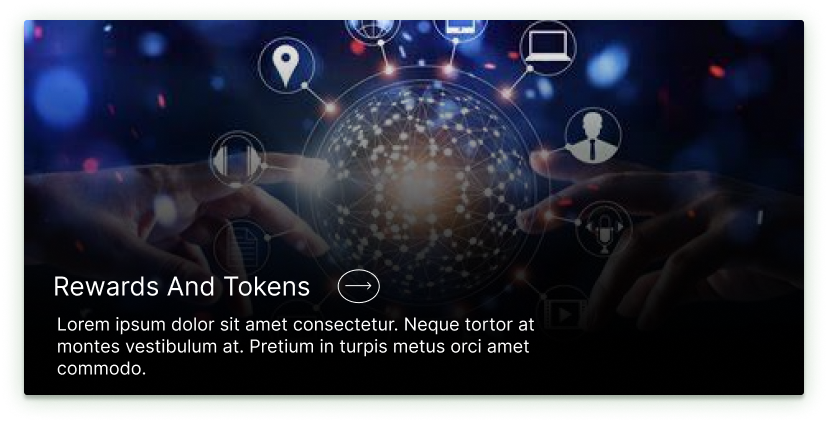 Rewards And Tokens
Lorem ipsum dolor sit amet consectetur. Neque tortor at
montes vestibulum at. Pretium in turpis metus orci amet
commodo.